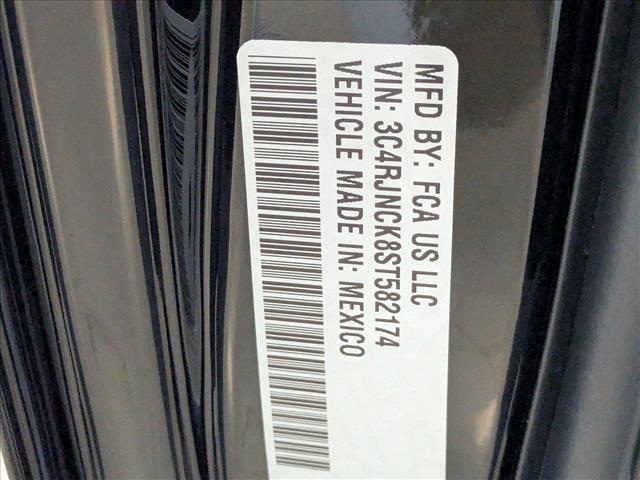 MFD BY: FCA US LLC
VIN: 3C4RJNCK8ST582174
VEHICLE MADE IN: MEXICO